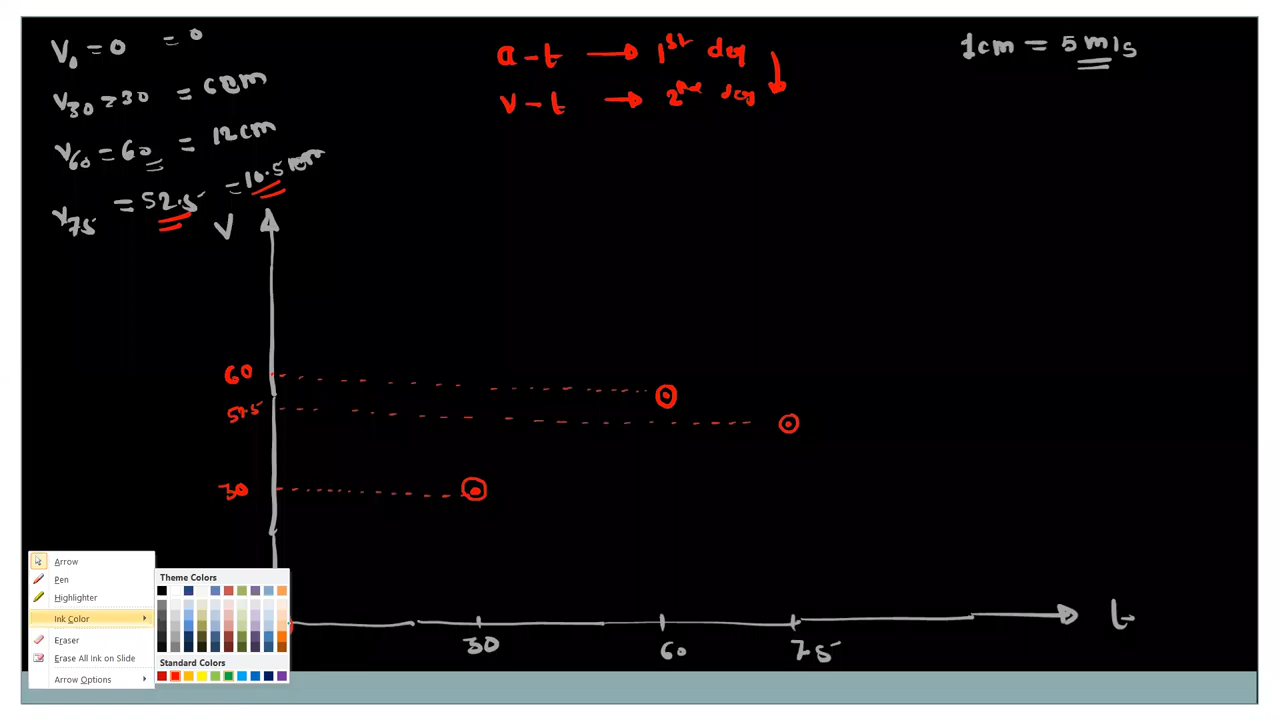 V0 = 0 = 0
V30 = 30 = 6cm
V60 = 60 = 12cm
V75 = 52.5 = 10.5cm
a-t → 1st deg
v-t → 2nd deg
1cm = 5 m/s
V
60
52.5
30
30
60
75
t
Arrow
Pen
Highlighter
Ink Color
Eraser
Erase All Ink on Slide
Arrow Options
Theme Colors
Standard Colors